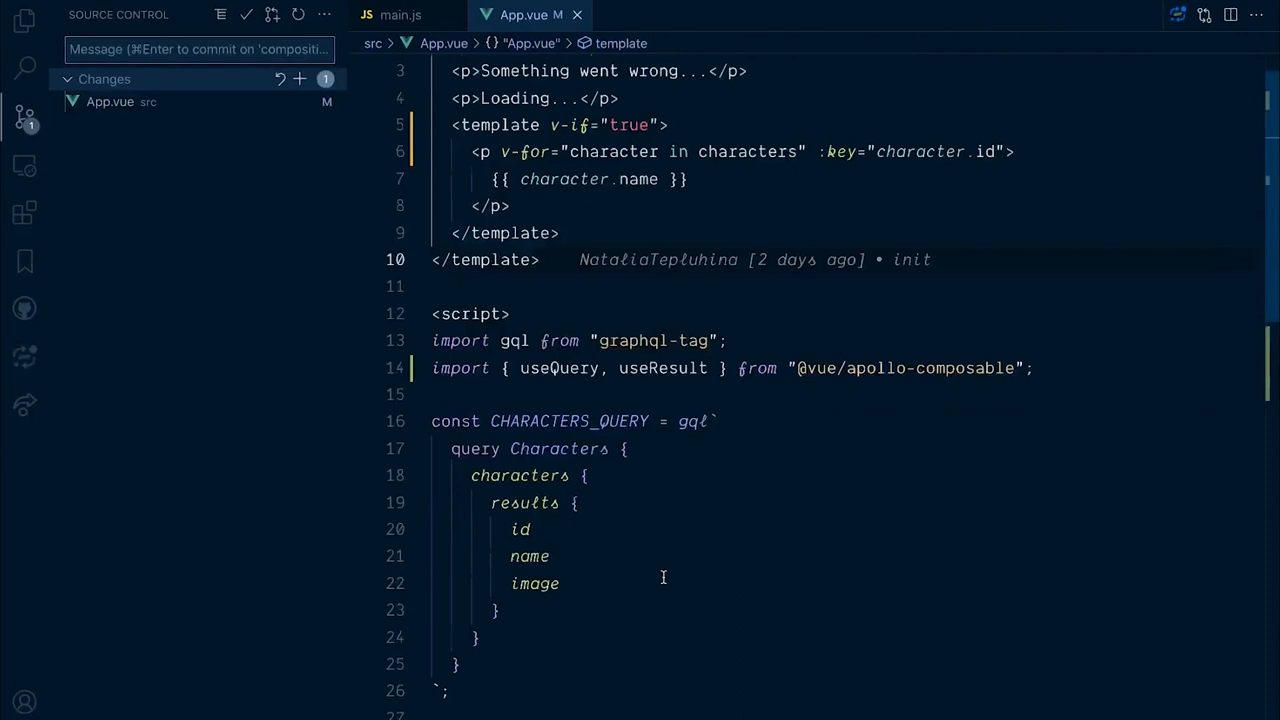 SOURCE CONTROL
Message (⌘Enter to commit on 'compositi...
Changes
1
App.vue src
M
1
JS main.js
App.vue M
src > App.vue > {} "App.vue" > template
3 <p>Something went wrong...</p>
4 <p>Loading...</p>
5 <template v-if="true">
6 <p v-for="character in characters" :key="character.id">
7 {{ character.name }}
8 </p>
9 </template>
10 </template> NataliaTepluhina [2 days ago] • init
11
12 <script>
13 import gql from "graphql-tag";
14 import { useQuery, useResult } from "@vue/apollo-composable";
15
16 const CHARACTERS_QUERY = gql`
17 query Characters {
18 characters {
19 results {
20 id
21 name
22 image
23 }
24 }
25 }
26 `;
27